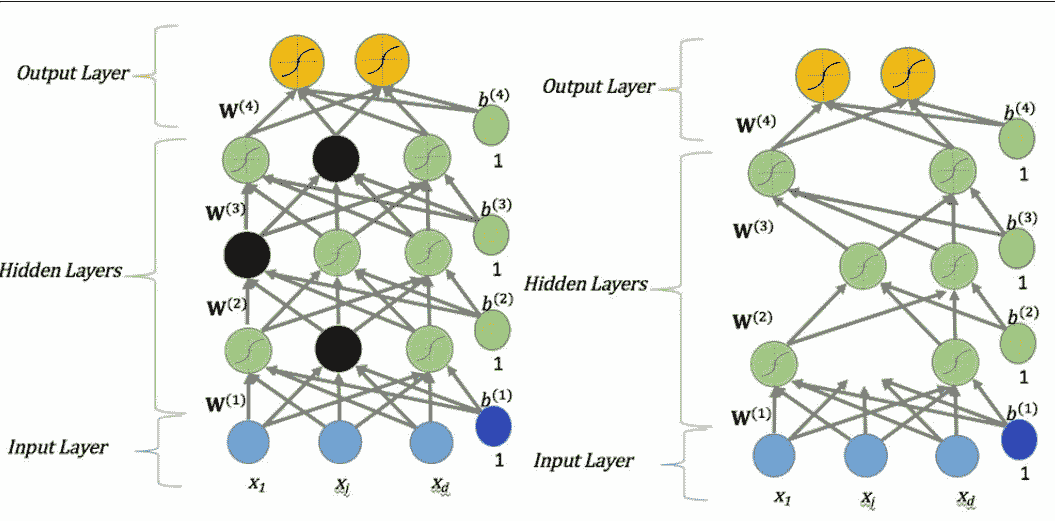 Output Layer
W(4)
b(4)
1
Hidden Layers
W(3)
b(3)
1
W(2)
b(2)
1
W(1)
b(1)
1
Input Layer
x1
xj
xd
Output Layer
W(4)
b(4)
1
Hidden Layers
W(3)
b(3)
1
W(2)
b(2)
1
W(1)
b(1)
1
Input Layer
x1
xj
xd